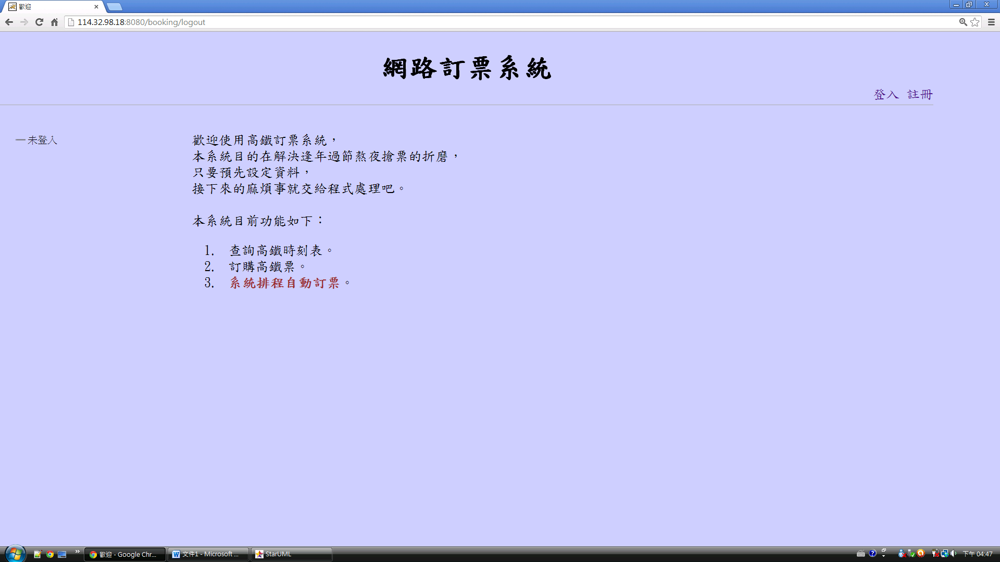 歡迎
114.32.98.18:8080/booking/logout
網路訂票系統
登入 註冊
未登入
歡迎使用高鐵訂票系統，
本系統目的在解決逢年過節熬夜搶票的折磨，
只要預先設定資料，
接下來的麻煩事就交給程式處理吧。
本系統目前功能如下：
1. 查詢高鐵時刻表。
2. 訂購高鐵票。
3. 系統排程自動訂票。
歡迎 - Google Chr...
文件1 - Microsoft ...
StarUML
下午 04:47